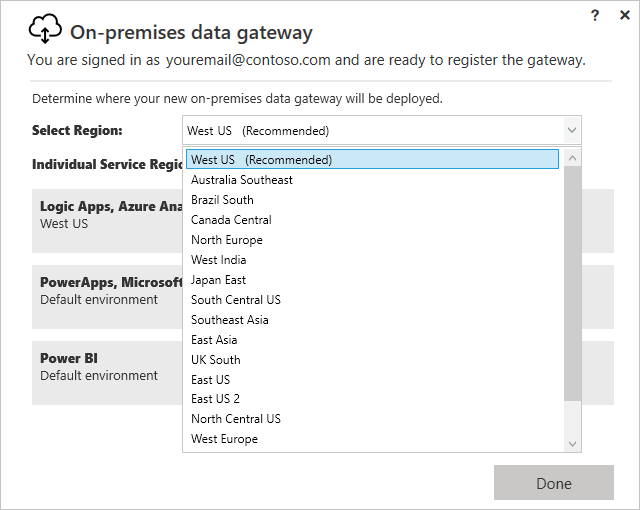 ? ×
On-premises data gateway
You are signed in as youremail@contoso.com and are ready to register the gateway.
Determine where your new on-premises data gateway will be deployed.
Select Region: West US (Recommended)
Individual Service
West US (Recommended)
Australia Southeast
Brazil South
Canada Central
North Europe
West India
Japan East
South Central US
Southeast Asia
East Asia
UK South
East US
East US 2
North Central US
West Europe
Logic Apps, Azure
West US
PowerApps, Microsoft
Default environment
Power BI
Default environment
Done